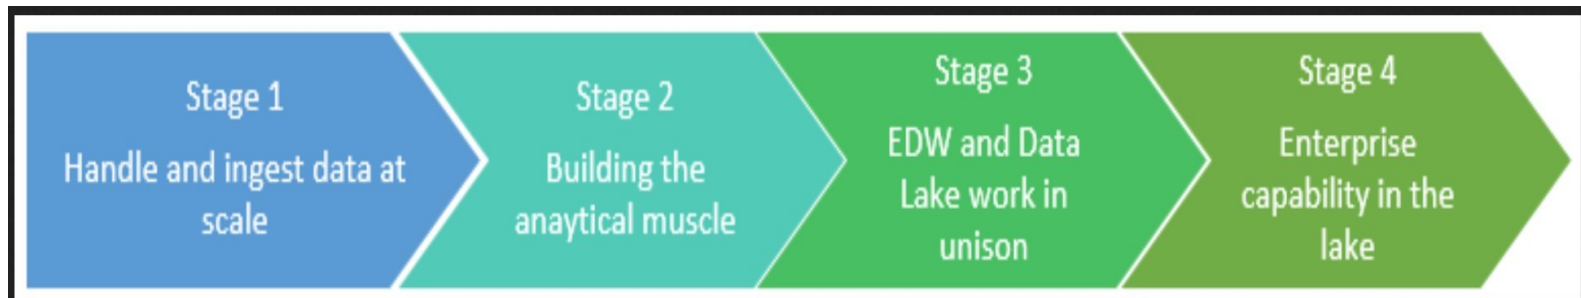 Stage 1
Handle and ingest data at
scale
Stage 2
Building the
anaytical muscle
Stage 3
EDW and Data
Lake work in
unison
Stage 4
Enterprise
capability in the
lake